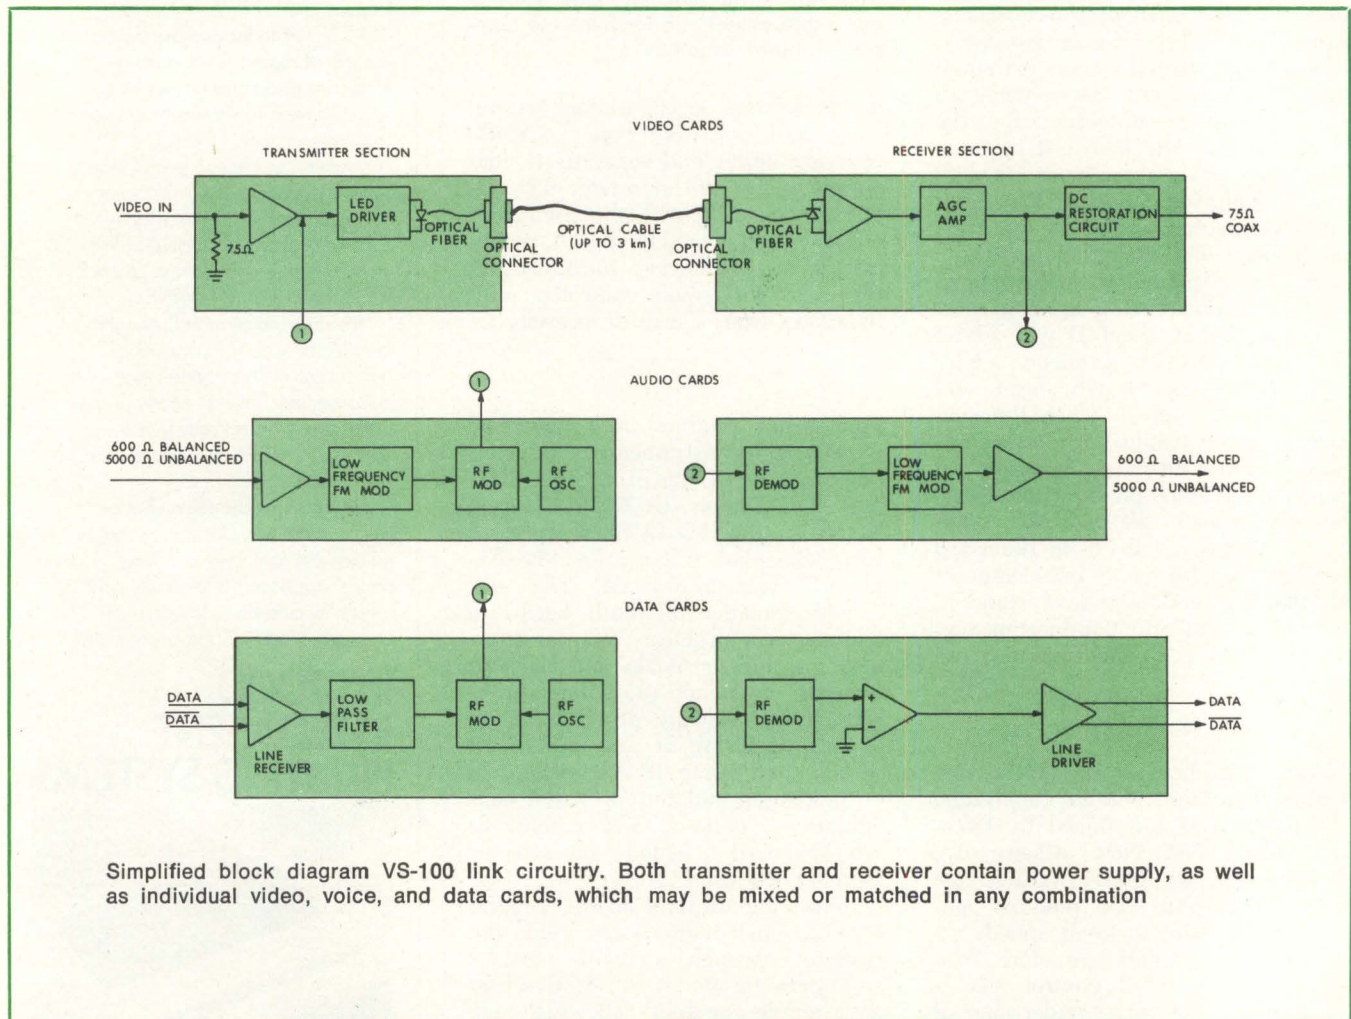 VIDEO CARDS
TRANSMITTER SECTION
RECEIVER SECTION
VIDEO IN
75Ω
LED
DRIVER
OPTICAL
FIBER
OPTICAL
CONNECTOR
OPTICAL CABLE
(UP TO 3 km)
OPTICAL
CONNECTOR
OPTICAL
FIBER
AGC
AMP
DC
RESTORATION
CIRCUIT
75Ω
COAX
1
2
AUDIO CARDS
1
600 Ω BALANCED
5000 Ω UNBALANCED
LOW
FREQUENCY
FM MOD
RF
MOD
RF
OSC
2
RF
DEMOD
LOW
FREQUENCY
FM MOD
600 Ω BALANCED
5000 Ω UNBALANCED
DATA CARDS
1
DATA
DATA
LINE
RECEIVER
LOW
PASS
FILTER
RF
MOD
RF
OSC
2
RF
DEMOD
+
−
LINE
DRIVER
DATA
DATA
Simplified block diagram VS-100 link circuitry. Both transmitter and receiver contain power supply, as well
as individual video, voice, and data cards, which may be mixed or matched in any combination